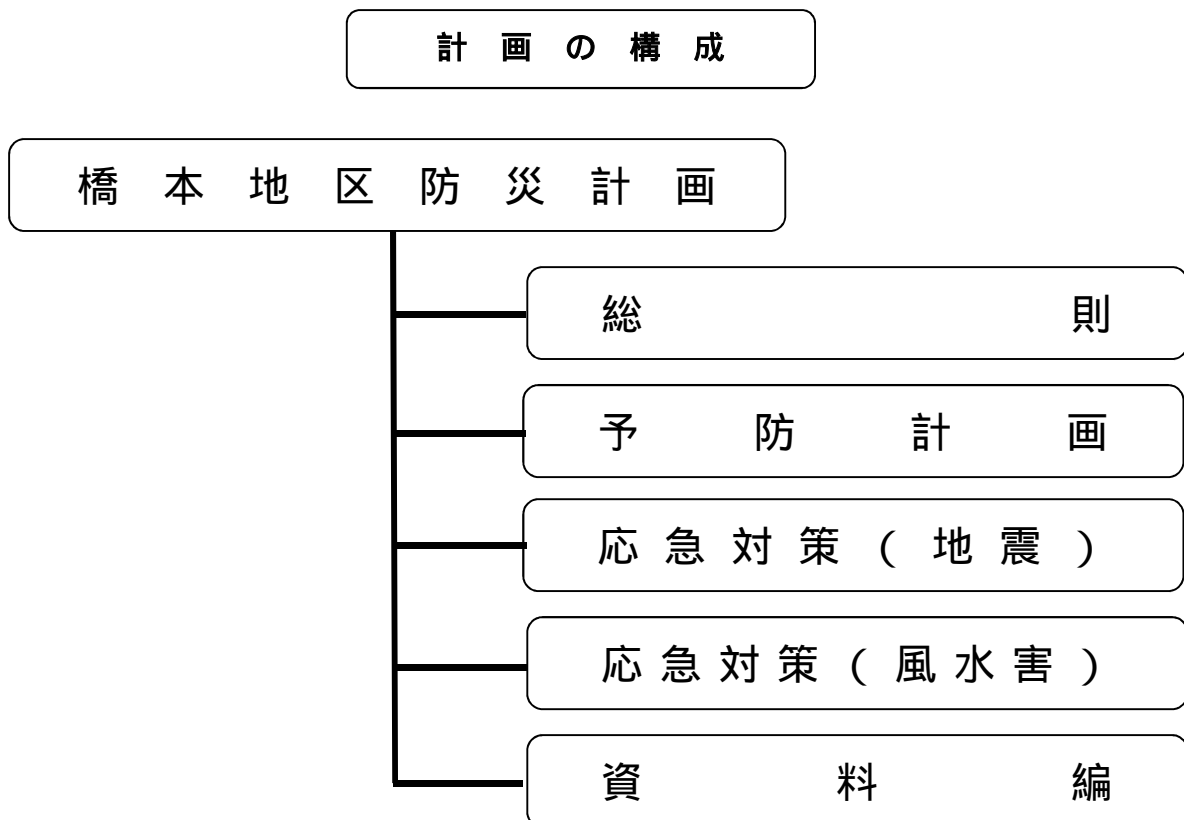 計画の構成
橋本地区防災計画
総則
予防計画
応急対策(地震)
応急対策(風水害)
資料編